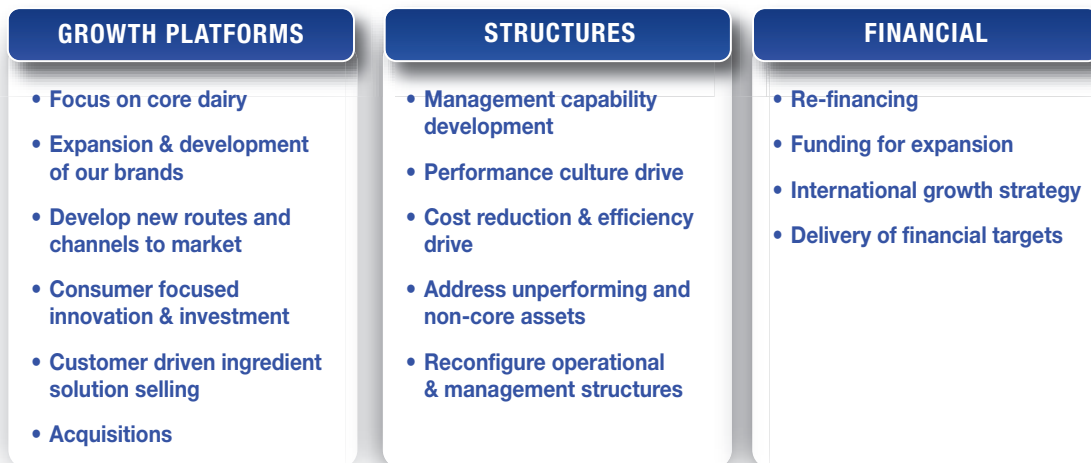 GROWTH PLATFORMS
• Focus on core dairy
• Expansion & development
of our brands
• Develop new routes and
channels to market
• Consumer focused
innovation & investment
• Customer driven ingredient
solution selling
• Acquisitions
STRUCTURES
• Management capability
development
• Performance culture drive
• Cost reduction & efficiency
drive
• Address unperforming and
non-core assets
• Reconfigure operational
& management structures
FINANCIAL
• Re-financing
• Funding for expansion
• International growth strategy
• Delivery of financial targets